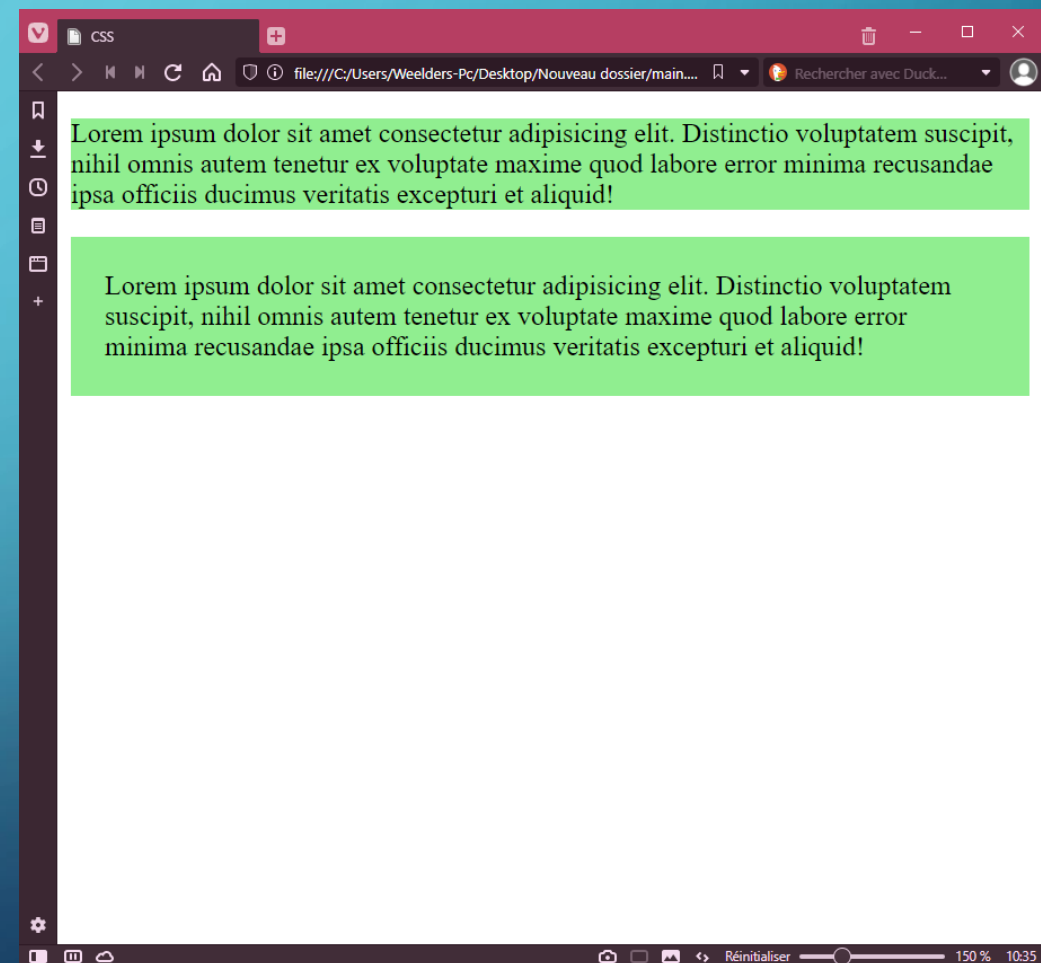 CSS
file:///C:/Users/Weelders-Pc/Desktop/Nouveau dossier/main....
Rechercher avec Duck...
Lorem ipsum dolor sit amet consectetur adipisicing elit. Distinctio voluptatem suscipit,
nihil omnis autem tenetur ex voluptate maxime quod labore error minima recusandae
ipsa officiis ducimus veritatis excepturi et aliquid!
Lorem ipsum dolor sit amet consectetur adipisicing elit. Distinctio voluptatem
suscipit, nihil omnis autem tenetur ex voluptate maxime quod labore error
minima recusandae ipsa officiis ducimus veritatis excepturi et aliquid!
Réinitialiser 150 % 10:35